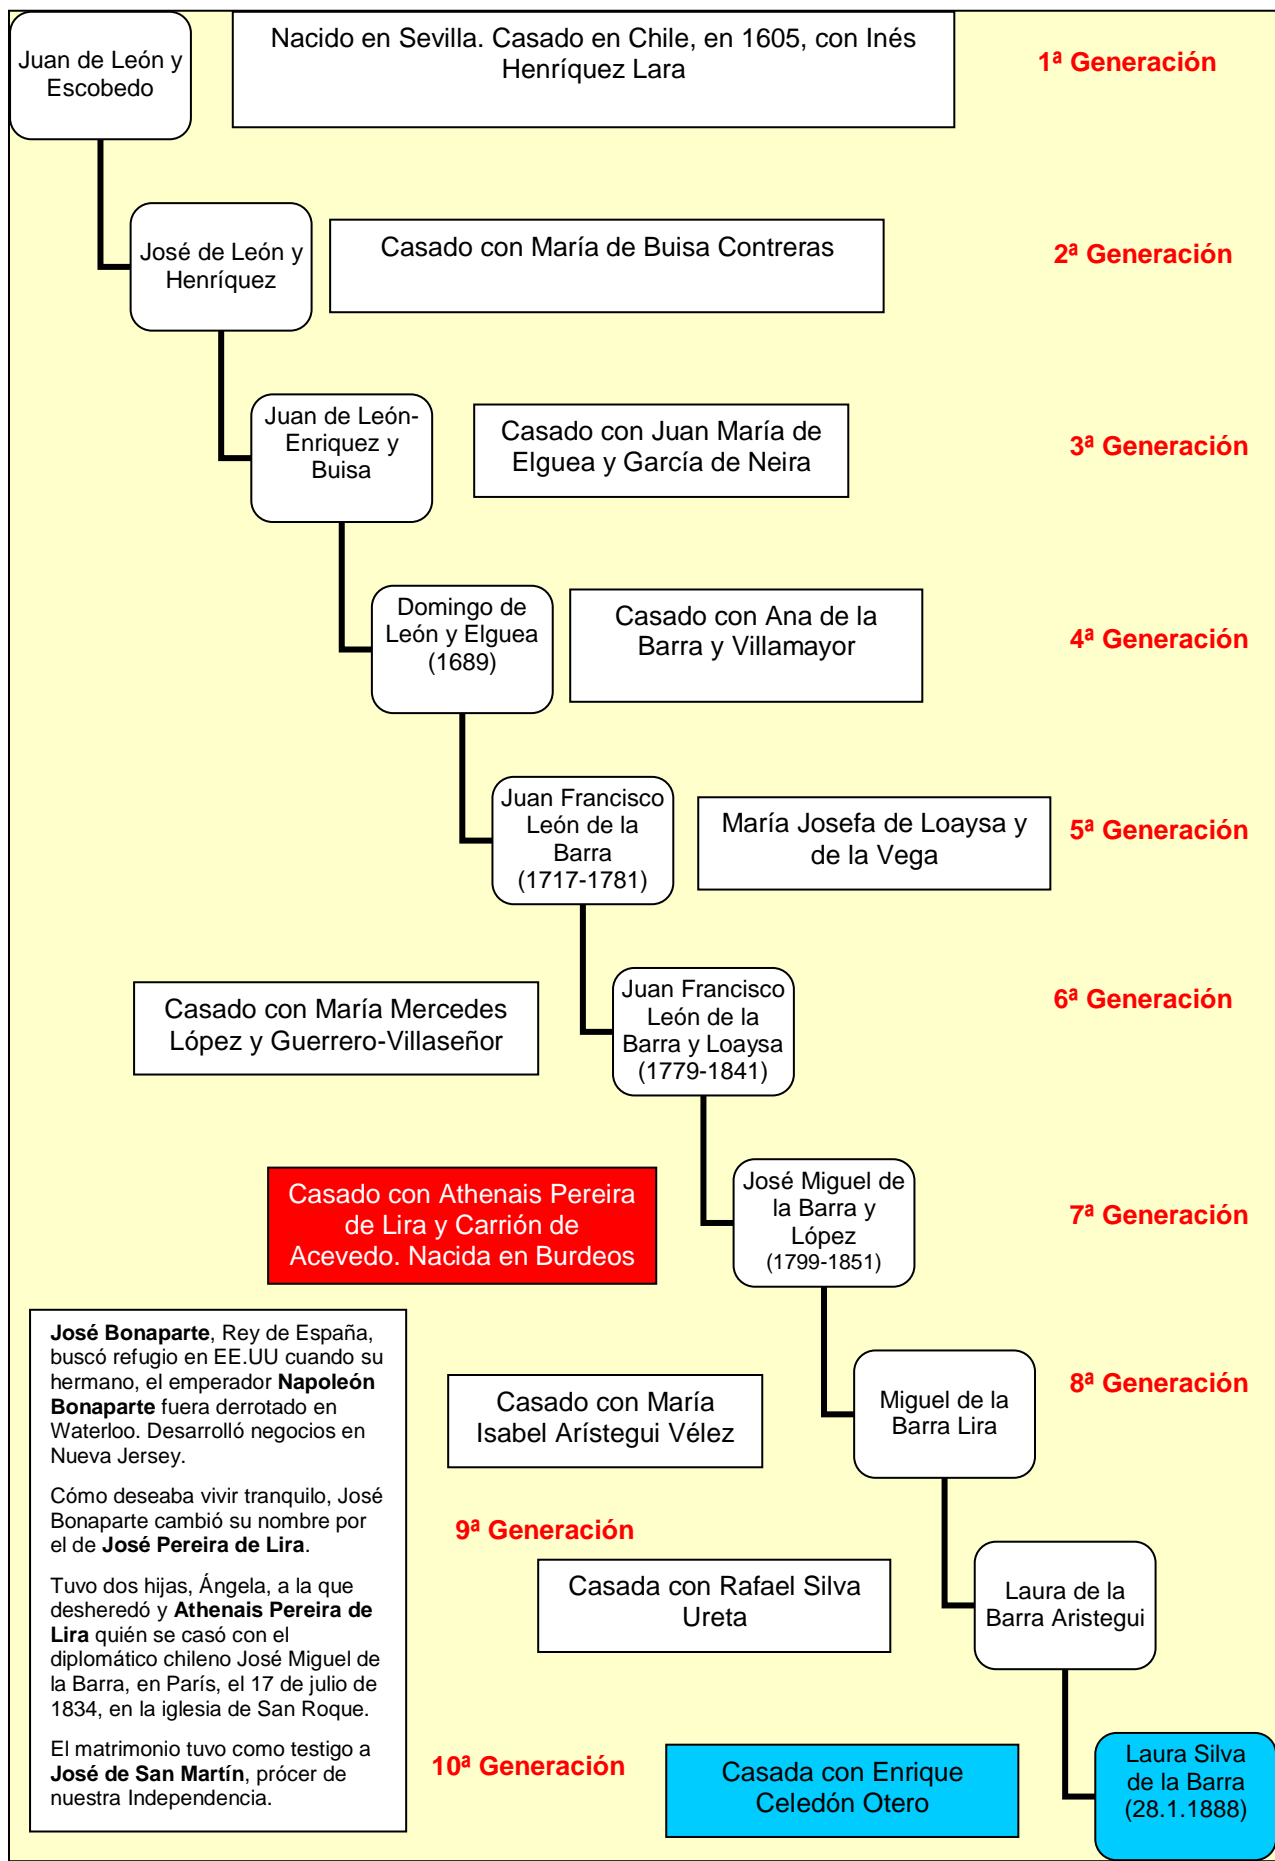 Juan de León y
Escobedo
Nacido en Sevilla. Casado en Chile, en 1605, con Inés
Henríquez Lara
1ª Generación
José de León y
Henríquez
Casado con María de Buisa Contreras
2ª Generación
Juan de León-
Enriquez y
Buisa
Casado con Juan María de
Elguea y García de Neira
3ª Generación
Domingo de
León y Elguea
(1689)
Casado con Ana de la
Barra y Villamayor
4ª Generación
Juan Francisco
León de la
Barra
(1717-1781)
María Josefa de Loaysa y
de la Vega
5ª Generación
Casado con María Mercedes
López y Guerrero-Villaseñor
Juan Francisco
León de la
Barra y Loaysa
(1779-1841)
6ª Generación
Casado con Athenais Pereira
de Lira y Carrión de
Acevedo. Nacida en Burdeos
José Miguel de
la Barra y
López
(1799-1851)
7ª Generación
José Bonaparte, Rey de España,
buscó refugio en EE.UU cuando su
hermano, el emperador Napoleón
Bonaparte fuera derrotado en
Waterloo. Desarrolló negocios en
Nueva Jersey.
Cómo deseaba vivir tranquilo, José
Bonaparte cambió su nombre por
el de José Pereira de Lira.
Tuvo dos hijas, Ángela, a la que
desheredó y Athenais Pereira de
Lira quién se casó con el
diplomático chileno José Miguel de
la Barra, en París, el 17 de julio de
1834, en la iglesia de San Roque.
El matrimonio tuvo como testigo a
José de San Martín, prócer de
nuestra Independencia.
Casado con María
Isabel Arístegui Vélez
Miguel de la
Barra Lira
8ª Generación
9ª Generación
Casada con Rafael Silva
Ureta
Laura de la
Barra Aristegui
10ª Generación
Casada con Enrique
Celedón Otero
Laura Silva
de la Barra
(28.1.1888)